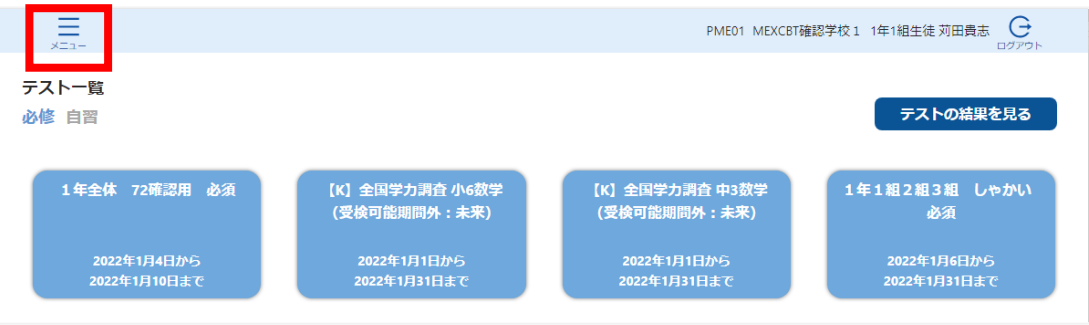 メニュー
PME01 MEXCBT確認学校1 1年1組生徒 苅田貴志
ログアウト
テスト一覧
必修 自習
テストの結果を見る
1年全体 72確認用 必須
2022年1月4日から
2022年1月10日まで
【K】全国学力調査 小6数学
(受検可能期間外:未来)
2022年1月1日から
2022年1月31日まで
【K】全国学力調査 中3数学
(受検可能期間外:未来)
2022年1月1日から
2022年1月31日まで
1年1組2組3組 しゃかい
必須
2022年1月6日から
2022年1月31日まで